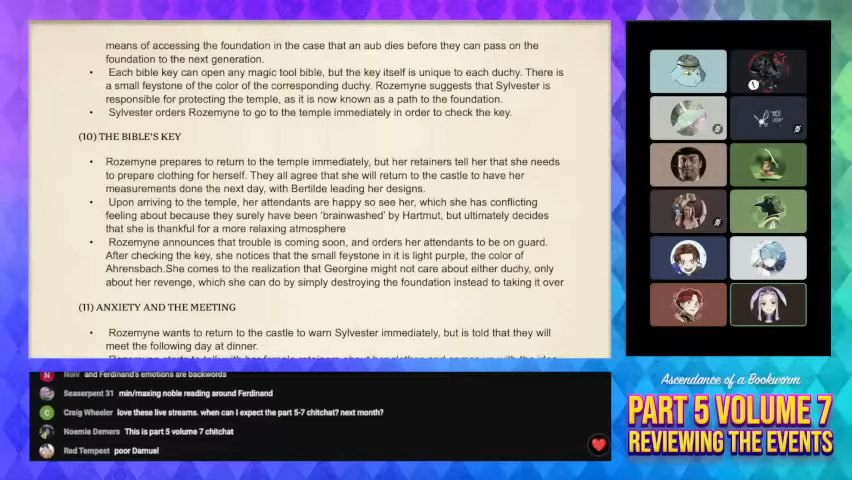 means of accessing the foundation in the case that an aub dies before they can pass on the
foundation to the next generation.
• Each bible key can open any magic tool bible, but the key itself is unique to each duchy. There is
a small feystone of the color of the corresponding duchy. Rozemyne suggests that Sylvester is
responsible for protecting the temple, as it is now known as a path to the foundation.
• Sylvester orders Rozemyne to go to the temple immediately in order to check the key.
(10) THE BIBLE'S KEY
• Rozemyne prepares to return to the temple immediately, but her retainers tell her that she needs
to prepare clothing for herself. They all agree that she will return to the castle to have her
measurements done the next day, with Bertilde leading her designs.
• Upon arriving to the temple, her attendants are happy so see her, which she has conflicting
feeling about because they surely have been 'brainwashed' by Hartmut, but ultimately decides
that she is thankful for a more relaxing atmosphere
• Rozemyne announces that trouble is coming soon, and orders her attendants to be on guard.
After checking the key, she notices that the small feystone in it is light purple, the color of
Ahrensbach.She comes to the realization that Georgine might not care about either duchy, only
about her revenge, which she can do by simply destroying the foundation instead to taking it over
(11) ANXIETY AND THE MEETING
• Rozemyne wants to return to the castle to warn Sylvester immediately, but is told that they will
meet the following day at dinner.
N Noiv and Ferdinand's emotions are backwords
Seaserpent 31 min/maxing noble reading around Ferdinand
C Craig Wheeler love these live streams. when can I expect the part 5-7 chitchat? next month?
Noemie Demers This is part 5 volume 7 chitchat
Red Tempest poor Damuel
Ascendance of a Bookworm
PART 5 VOLUME 7
REVIEWING THE EVENTS